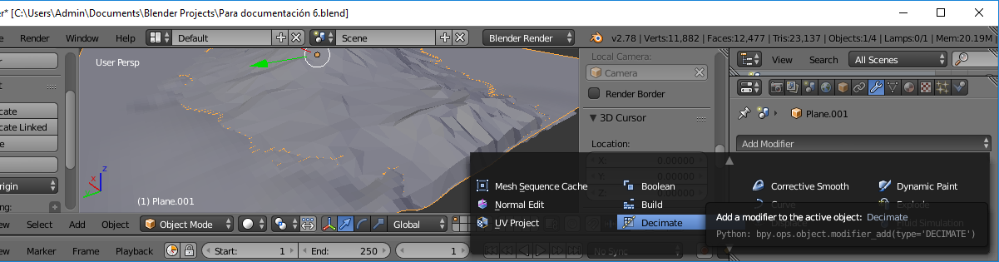 er* [C:\Users\Admin\Documents\Blender Projects\Para documentación 6.blend]
e Render Window Help Default Scene Blender Render v2.78 | Verts:11,882 | Faces:12,477 | Tris:23,137 | Objects:1/4 | Lamps:0/1 | Mem:20.19M
User Persp
Local Camera:
Camera
Render Border
3D Cursor
Location:
X: 0.00000
Y: 0.00000
Z: 0.00000
View Search All Scenes
Plane.001
Add Modifier
cate
cate Linked
e
rigin
ng:
z
x
(1) Plane.001
Mesh Sequence Cache Boolean Corrective Smooth Dynamic Paint
Normal Edit Build Curve Explode
UV Project Decimate Displace Fluid Simulation
Add a modifier to the active object: Decimate
Python: bpy.ops.object.modifier_add(type='DECIMATE')
ew Select Add Object Object Mode Global
ew Marker Frame Playback Start: 1 End: 250 1 No Sync